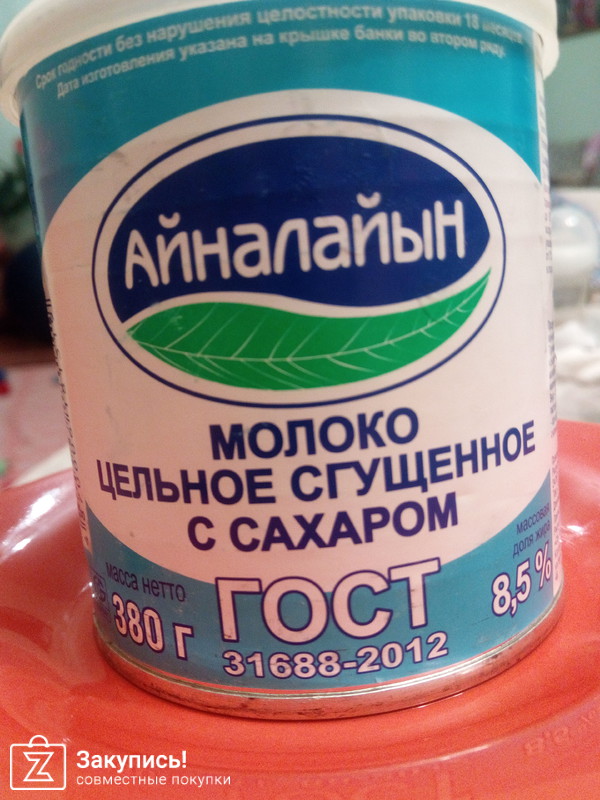 Срок годности без нарушения целостности упаковки 18 месяцев
Дата изготовления указана на крышке банки во втором ряду.
Айналайын
МОЛОКО
ЦЕЛЬНОЕ СГУЩЕННОЕ
С САХАРОМ
масса нетто
380 г
ГОСТ
31688-2012
массовая
доля жира
8,5%
Закупись!
совместные покупки